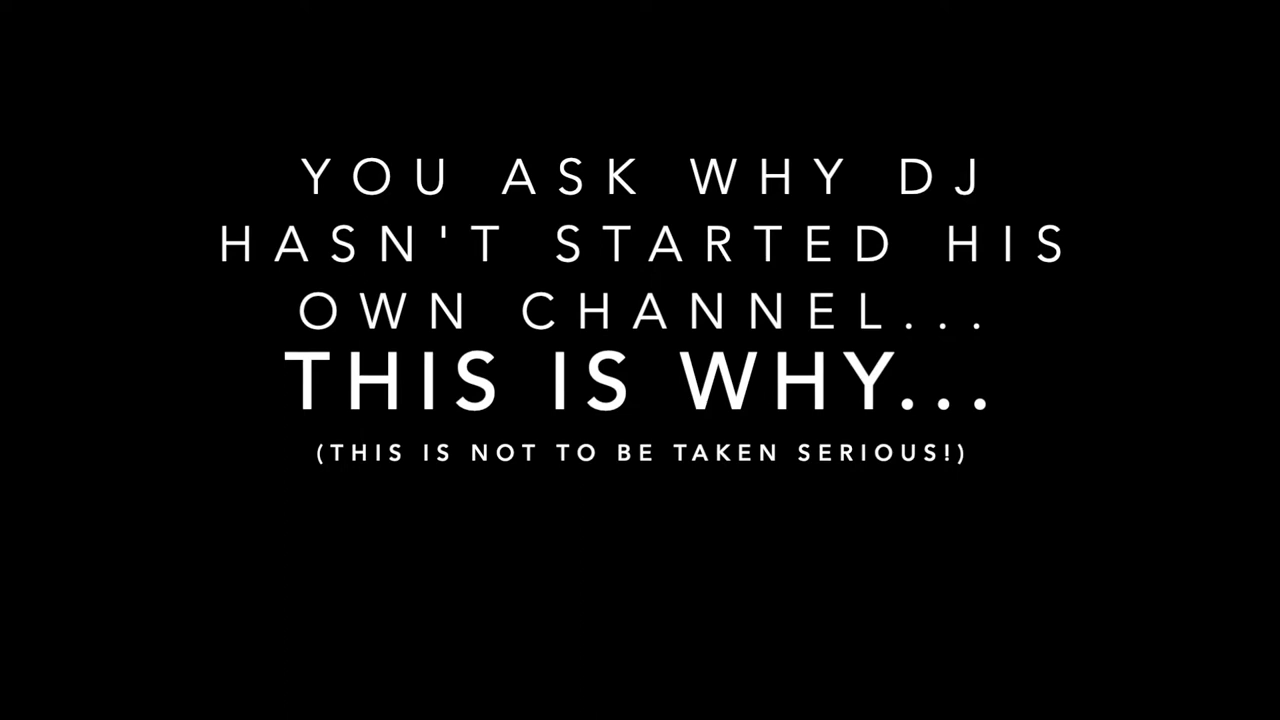 YOU ASK WHY DJ
HASN'T STARTED HIS
OWN CHANNEL...
THIS IS WHY...
(THIS IS NOT TO BE TAKEN SERIOUS!)